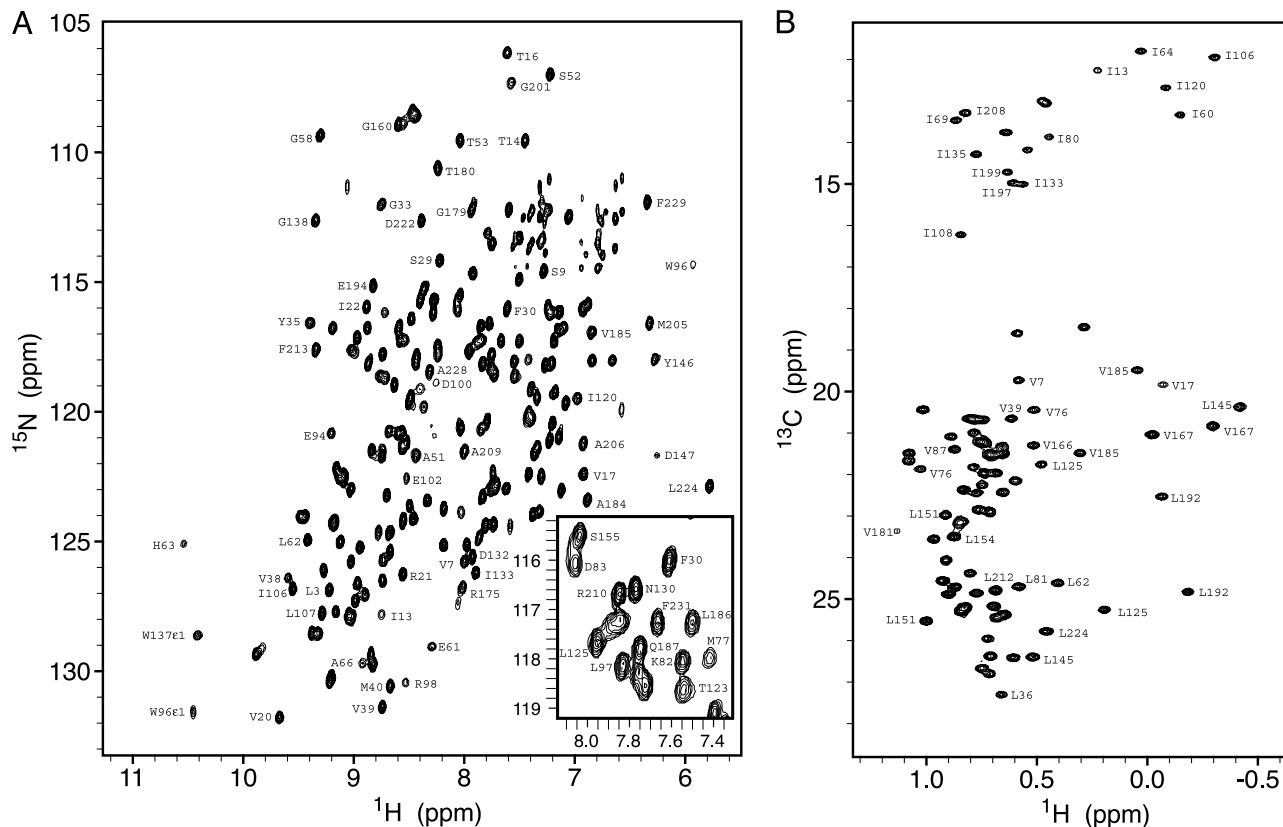 A
B
105
110
115
120
125
130
¹⁵N (ppm)
T16
S52
G201
G58
G160
T53
T14
T180
G33
G179
F229
G138
D222
S29
S9
W96
E194
I22
F30
Y35
V185
M205
F213
Y146
A228
D100
I120
E94
A206
A51
A209
D147
E102
V17
L224
A184
L62
H63
V7
D132
V38
I133
I106
L3
R21
R175
L107
I13
W137ε1
E61
A66
M40
R98
W96ε1
V20
V39
11
10
9
8
7
6
¹H (ppm)
116
117
118
119
S155
D83
F30
R210
N130
F231
L186
L125
Q187
M77
L97
K82
T123
8.0
7.8
7.6
7.4
15
20
25
¹³C (ppm)
I64
I106
I13
I120
I208
I60
I69
I80
I135
I199
I197
I133
I108
V185
V7
V17
V39
V76
L145
V167
V167
V87
V166
V185
V76
L125
L192
L151
V181
L154
L212
L81
L62
L192
L125
L151
L224
L145
L36
1.0
0.5
0.0
-0.5
¹H (ppm)